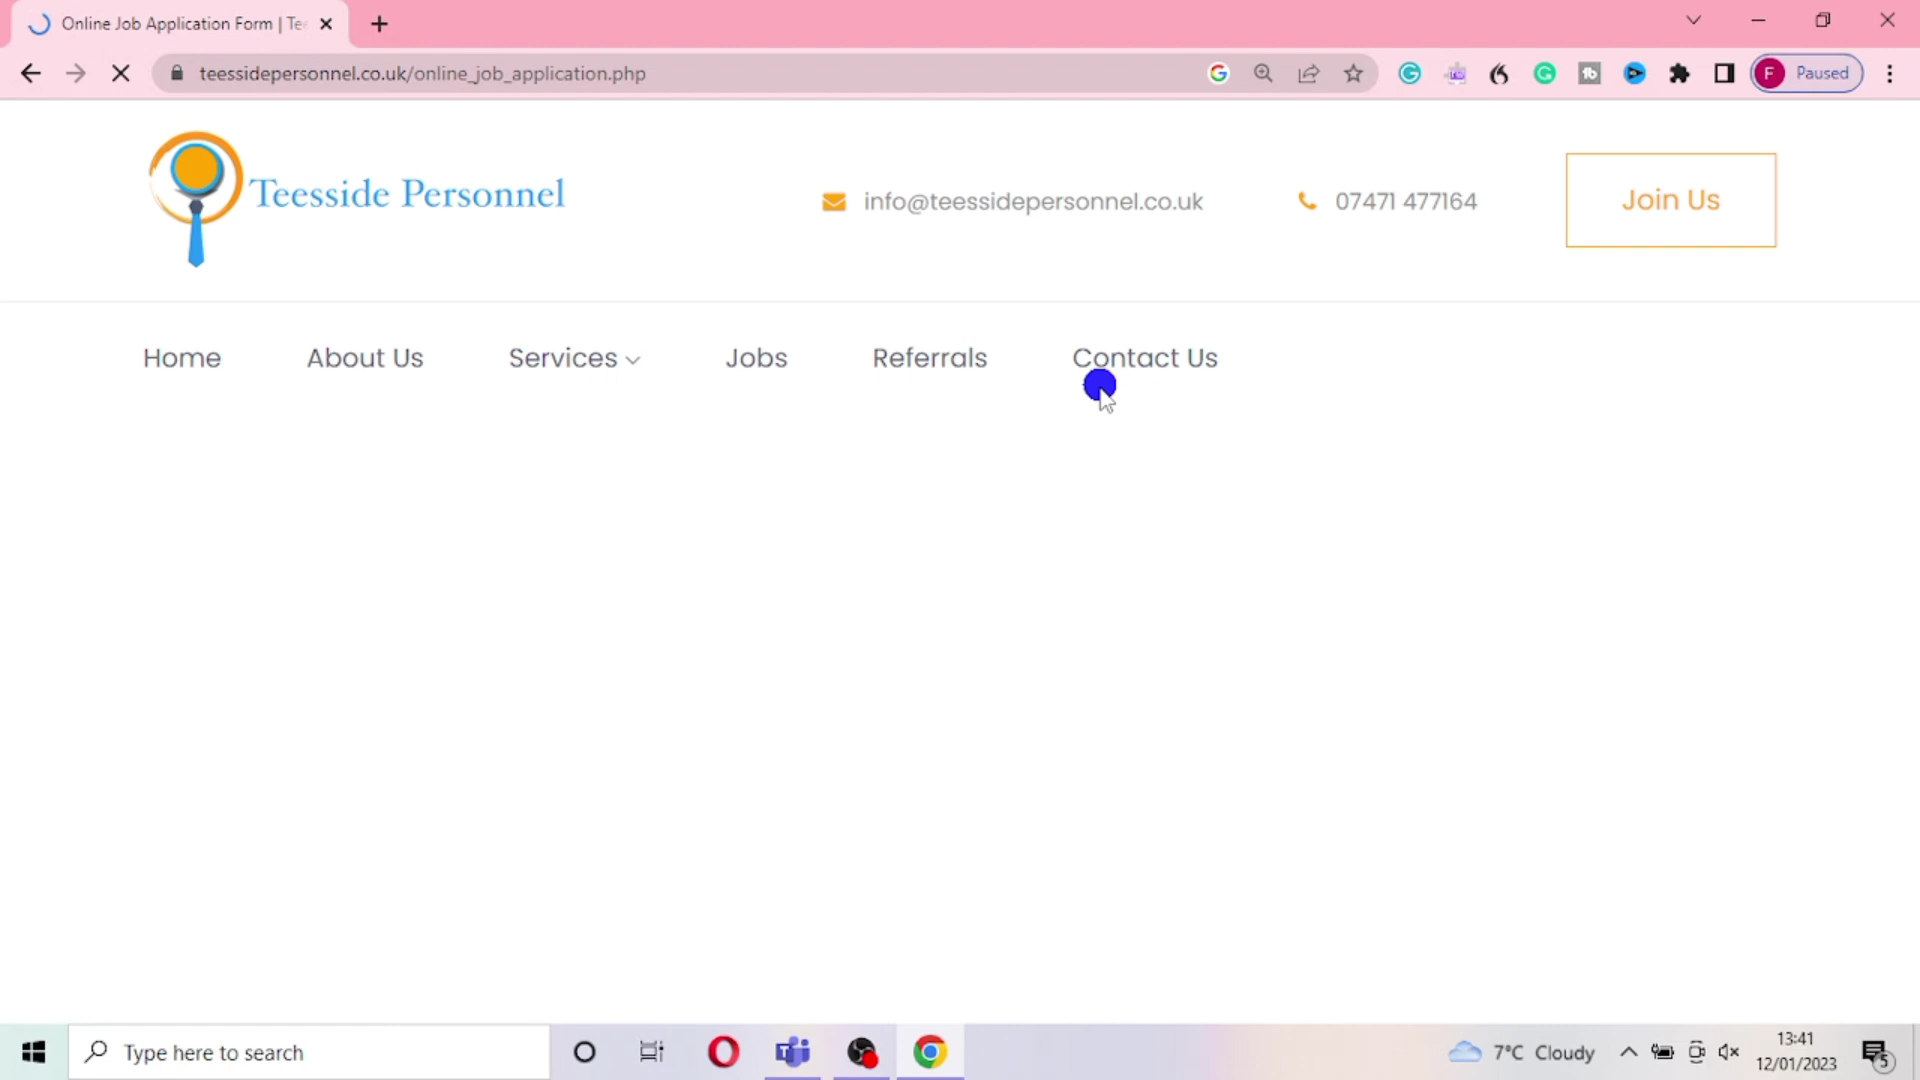 Online Job Application Form | Te
teessidepersonnel.co.uk/online_job_application.php
F Paused
Teesside Personnel
info@teessidepersonnel.co.uk
07471 477164
Join Us
Home
About Us
Services
Jobs
Referrals
Contact Us
Type here to search
7°C Cloudy
13:41
12/01/2023
5